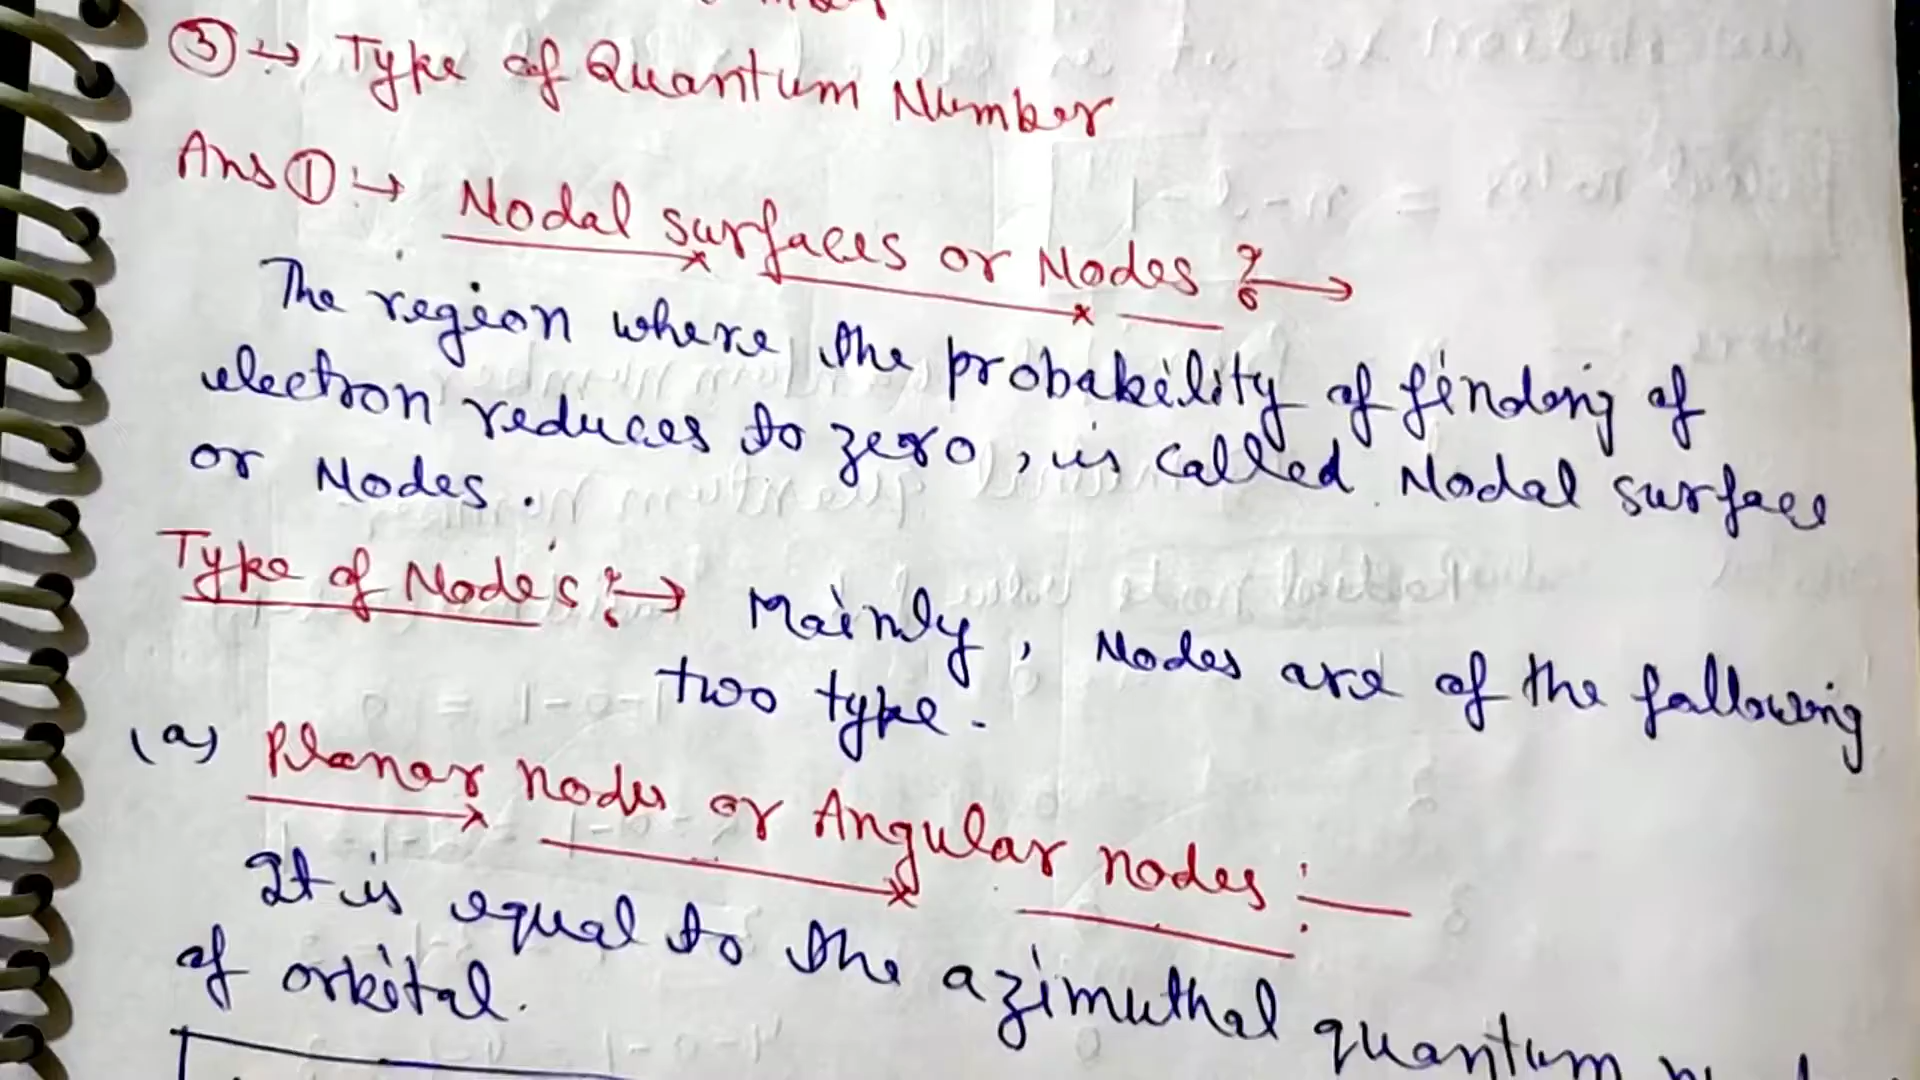 ③ → Type of Quantum Number
Ans ① :→ Nodal surfaces or Nodes :→
The region where the probability of finding of
electron reduces to zero, is called Nodal surface
or Nodes.
Type of Nodes :→ Mainly, Nodes are of the following
two type -
(a) Planar nodes or Angular nodes :—
It is equal to the azimuthal quantum
of orbital.